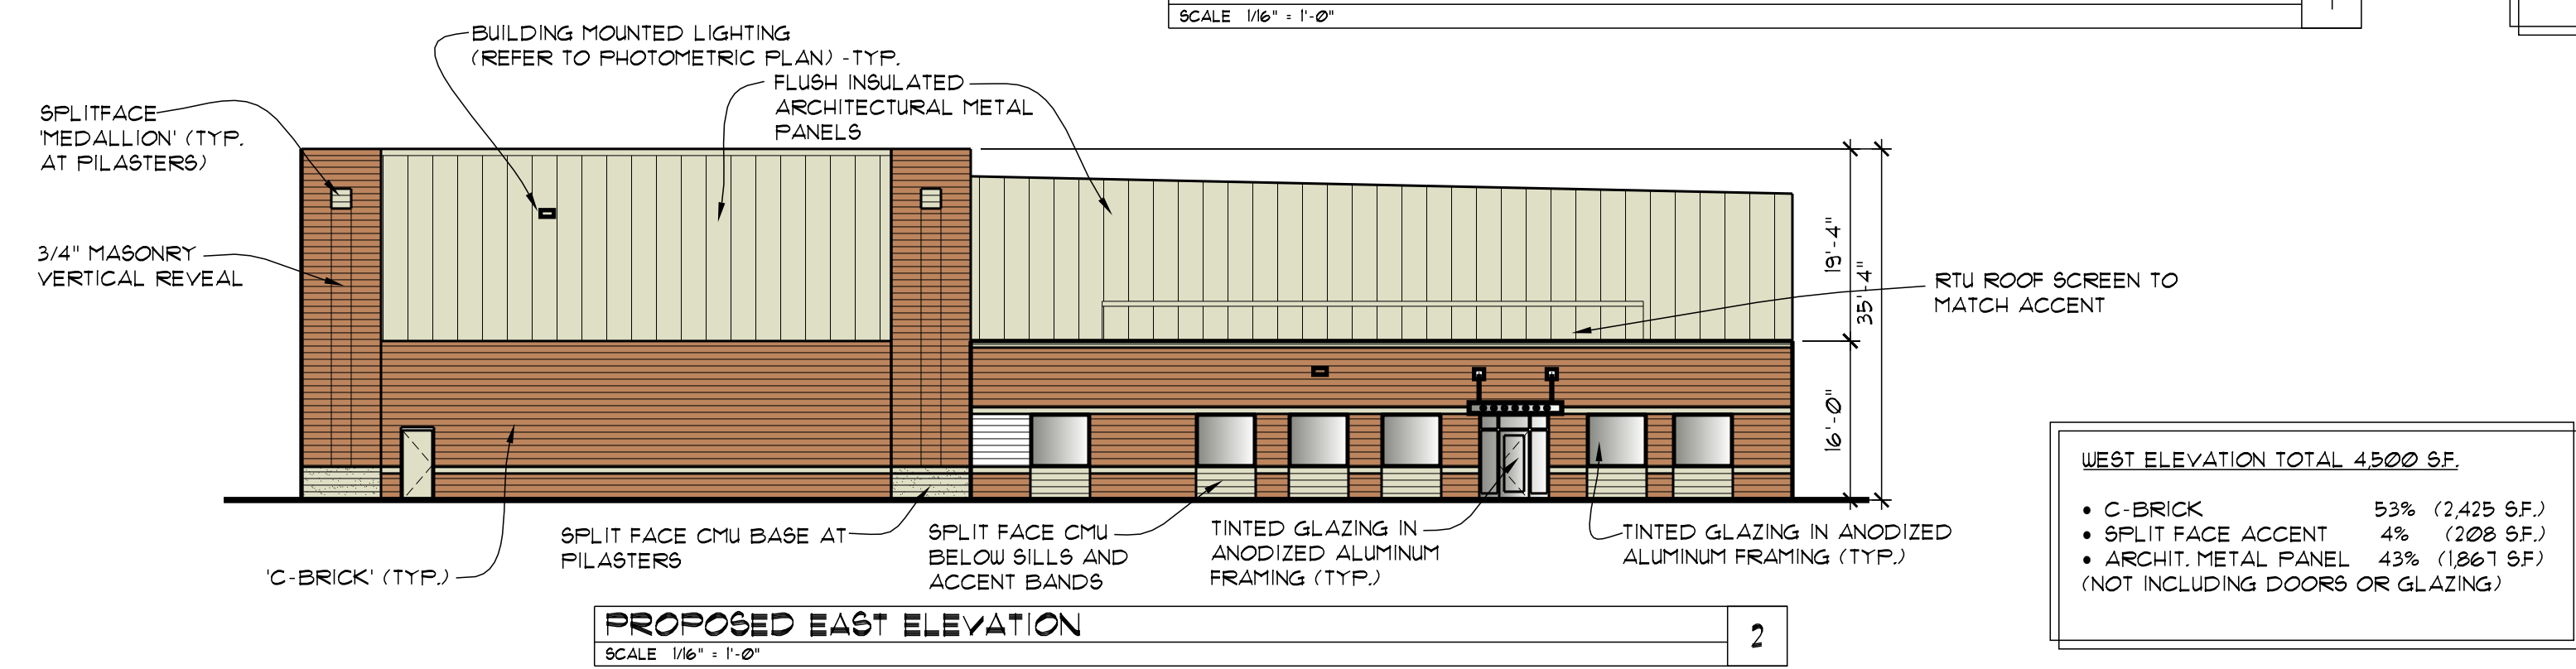 SCALE 1/16" = 1'-0"
BUILDING MOUNTED LIGHTING
(REFER TO PHOTOMETRIC PLAN) -TYP.
FLUSH INSULATED
ARCHITECTURAL METAL
PANELS
SPLITFACE
'MEDALLION' (TYP.
AT PILASTERS)
3/4" MASONRY
VERTICAL REVEAL
19'-4"
35'-4"
16'-0"
RTU ROOF SCREEN TO
MATCH ACCENT
'C-BRICK' (TYP.)
SPLIT FACE CMU BASE AT
PILASTERS
SPLIT FACE CMU
BELOW SILLS AND
ACCENT BANDS
TINTED GLAZING IN
ANODIZED ALUMINUM
FRAMING (TYP.)
TINTED GLAZING IN ANODIZED
ALUMINUM FRAMING (TYP.)
WEST ELEVATION TOTAL 4,500 S.F.
• C-BRICK 53% (2,425 S.F.)
• SPLIT FACE ACCENT 4% (208 S.F.)
• ARCHIT. METAL PANEL 43% (1,867 S.F)
(NOT INCLUDING DOORS OR GLAZING)
PROPOSED EAST ELEVATION
2
SCALE 1/16" = 1'-0"